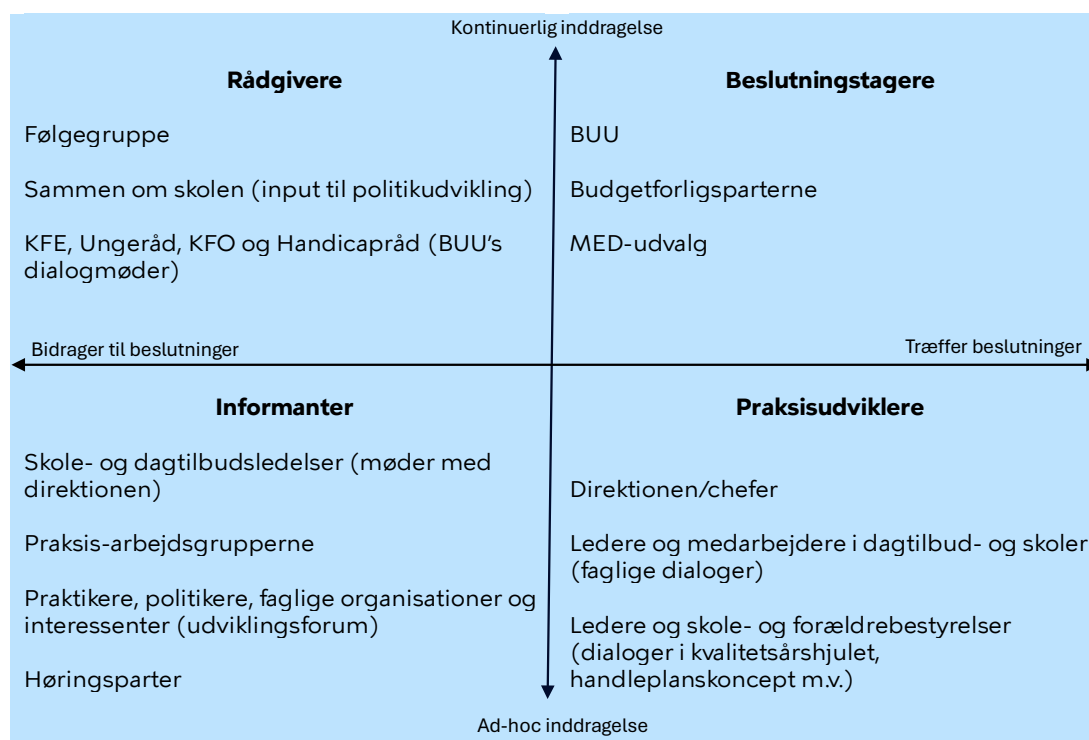 Kontinuerlig inddragelse
Rådgivere
Følgegruppe
Sammen om skolen (input til politikudvikling)
KFE, Ungeråd, KFO og Handicapråd (BUU's
dialogmøder)
Beslutningstagere
BUU
Budgetforligsparterne
MED-udvalg
Bidrager til beslutninger
Træffer beslutninger
Informanter
Skole- og dagtilbudsledelser (møder med
direktionen)
Praksis-arbejdsgrupperne
Praktikere, politikere, faglige organisationer og
interessenter (udviklingsforum)
Høringsparter
Praksisudviklere
Direktionen/chefer
Ledere og medarbejdere i dagtilbud- og skoler
(faglige dialoger)
Ledere og skole- og forældrebestyrelser
(dialoger i kvalitetsårshjulet,
handleplanskoncept m.v.)
Ad-hoc inddragelse